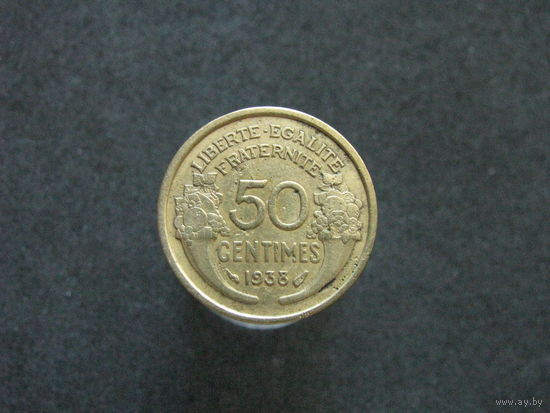 LIBERTE·EGALITE
FRATERNITE
50
CENTIMES
1938
www.ay.by